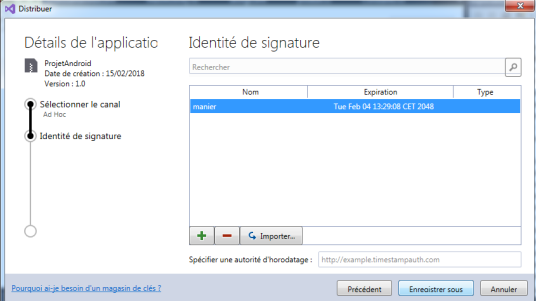 Distribuer
Détails de l'applicatio
ProjetAndroid
Date de création : 15/02/2018
Version : 1.0
Sélectionner le canal
Ad Hoc
Identité de signature
Identité de signature
Rechercher
Nom Expiration Type
manier Tue Feb 04 13:29:08 CET 2048
Importer...
Spécifier une autorité d'horodatage : http://example.timestampauth.com
Pourquoi ai-je besoin d'un magasin de clés ?
Précédent Enregistrer sous Annuler